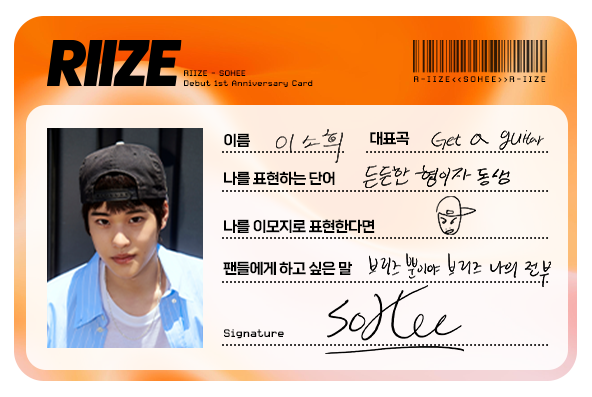 RIIZE
RIIZE - SOHEE
Debut 1st Anniversary Card
R-IIZE<<SOHEE>>R-IIZE
이름 이소희 대표곡 Get a guitar
나를 표현하는 단어 든든한 형이자 동생
나를 이모지로 표현한다면
팬들에게 하고 싶은 말 브리즈 뿐이야 브리즈 나의 전부
Signature SoHee